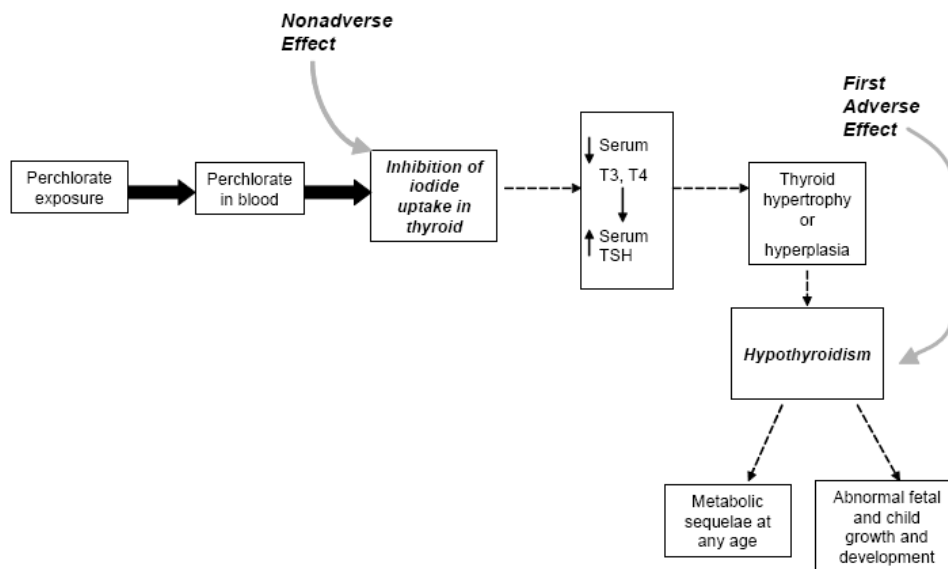 Nonadverse
Effect
First
Adverse
Effect
Perchlorate
exposure
Perchlorate
in blood
Inhibition of
iodide
uptake in
thyroid
Serum
T3, T4
Serum
TSH
Thyroid
hypertrophy
or
hyperplasia
Hypothyroidism
Metabolic
sequelae at
any age
Abnormal fetal
and child
growth and
development